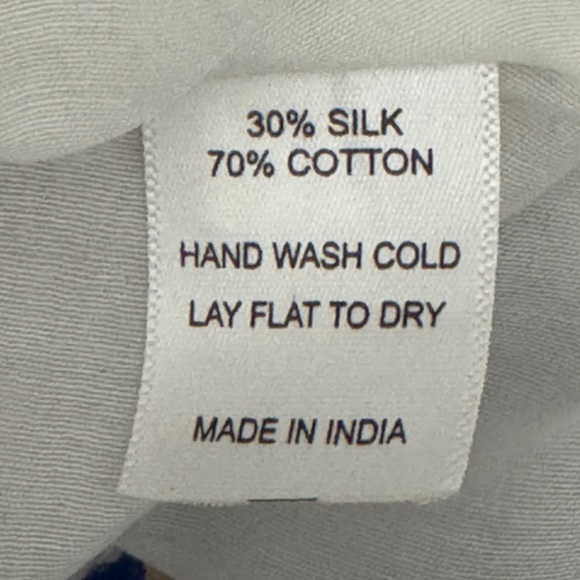 30% SILK
70% COTTON
HAND WASH COLD
LAY FLAT TO DRY
MADE IN INDIA